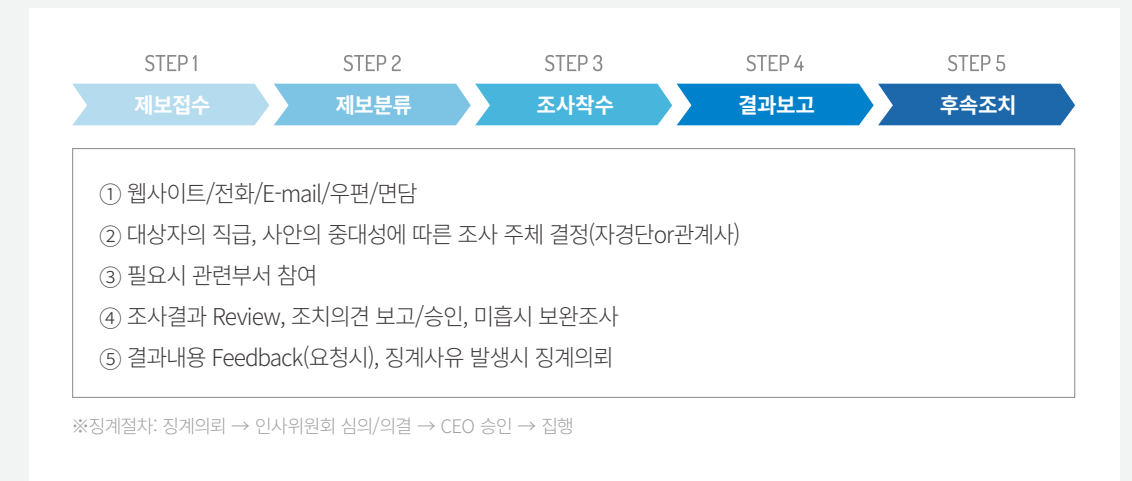 STEP 1 STEP 2 STEP 3 STEP 4 STEP 5
제보접수 제보분류 조사착수 결과보고 후속조치
① 웹사이트/전화/E-mail/우편/면담
② 대상자의 직급, 사안의 중대성에 따른 조사 주체 결정(자경단or관계사)
③ 필요시 관련부서 참여
④ 조사결과 Review, 조치의견 보고/승인, 미흡시 보완조사
⑤ 결과내용 Feedback(요청시), 징계사유 발생시 징계의뢰
※징계절차: 징계의뢰 → 인사위원회 심의/의결 → CEO 승인 → 집행